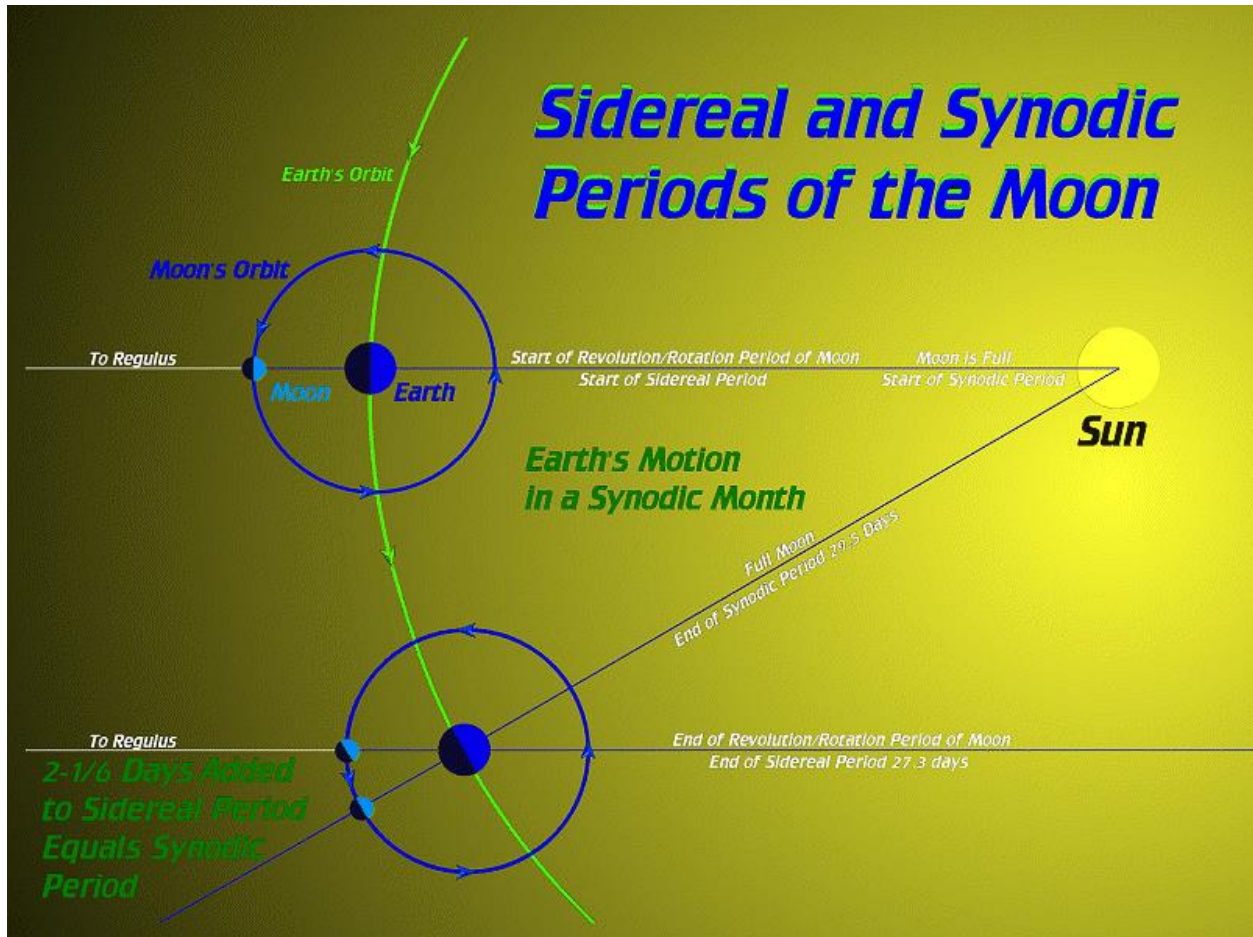 Sidereal and Synodic
Periods of the Moon
Earth's Orbit
Moon's Orbit
To Regulus
Start of Revolution/Rotation Period of Moon
Start of Sidereal Period
Moon is Full
Start of Synodic Period
Moon
Earth
Sun
Earth's Motion
in a Synodic Month
Full Moon
End of Synodic Period 29.5 Days
To Regulus
End of Revolution/Rotation Period of Moon
End of Sidereal Period 27.3 days
2-1/6 Days Added
to Sidereal Period
Equals Synodic
Period